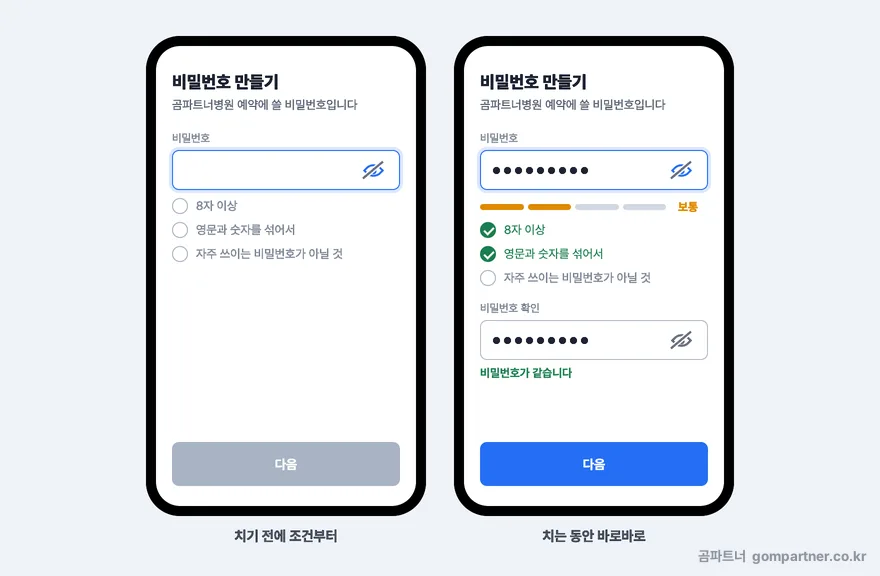 비밀번호 만들기
곰파트너병원 예약에 쓸 비밀번호입니다
비밀번호
8자 이상
영문과 숫자를 섞어서
자주 쓰이는 비밀번호가 아닐 것
다음
치기 전에 조건부터
비밀번호 만들기
곰파트너병원 예약에 쓸 비밀번호입니다
비밀번호
보통
8자 이상
영문과 숫자를 섞어서
자주 쓰이는 비밀번호가 아닐 것
비밀번호 확인
비밀번호가 같습니다
다음
치는 동안 바로바로
곰파트너 gompartner.co.kr